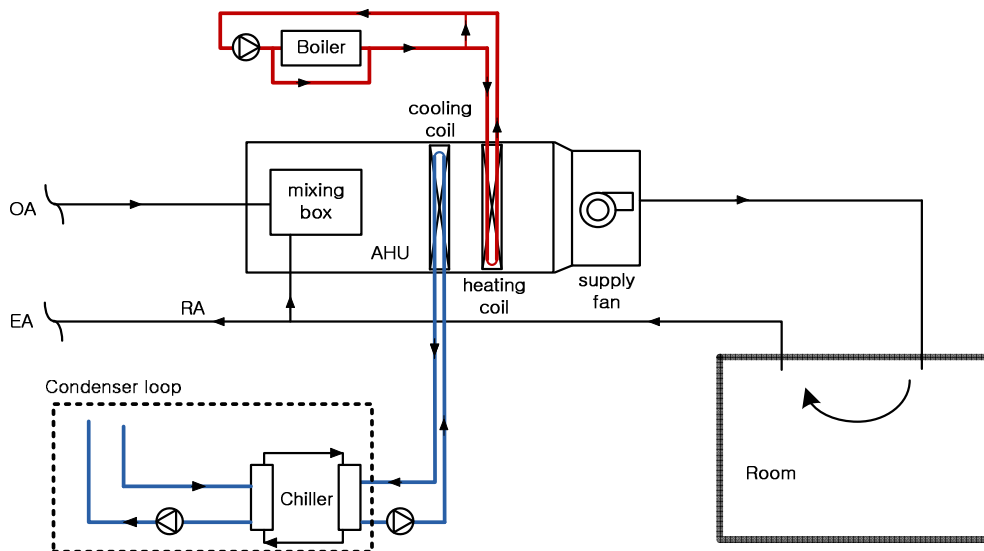 Boiler
cooling
coil
mixing
box
OA
AHU
heating
coil
supply
fan
RA
EA
Condenser loop
Chiller
Room